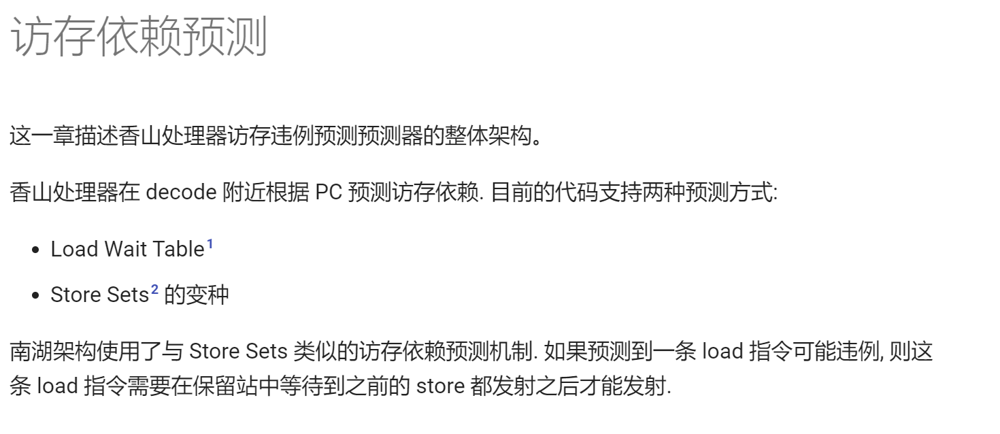 访存依赖预测
这一章描述香山处理器访存违例预测预测器的整体架构。
香山处理器在 decode 附近根据 PC 预测访存依赖. 目前的代码支持两种预测方式:
• Load Wait Table1
• Store Sets2 的变种
南湖架构使用了与 Store Sets 类似的访存依赖预测机制. 如果预测到一条 load 指令可能违例, 则这
条 load 指令需要在保留站中等待到之前的 store 都发射之后才能发射.